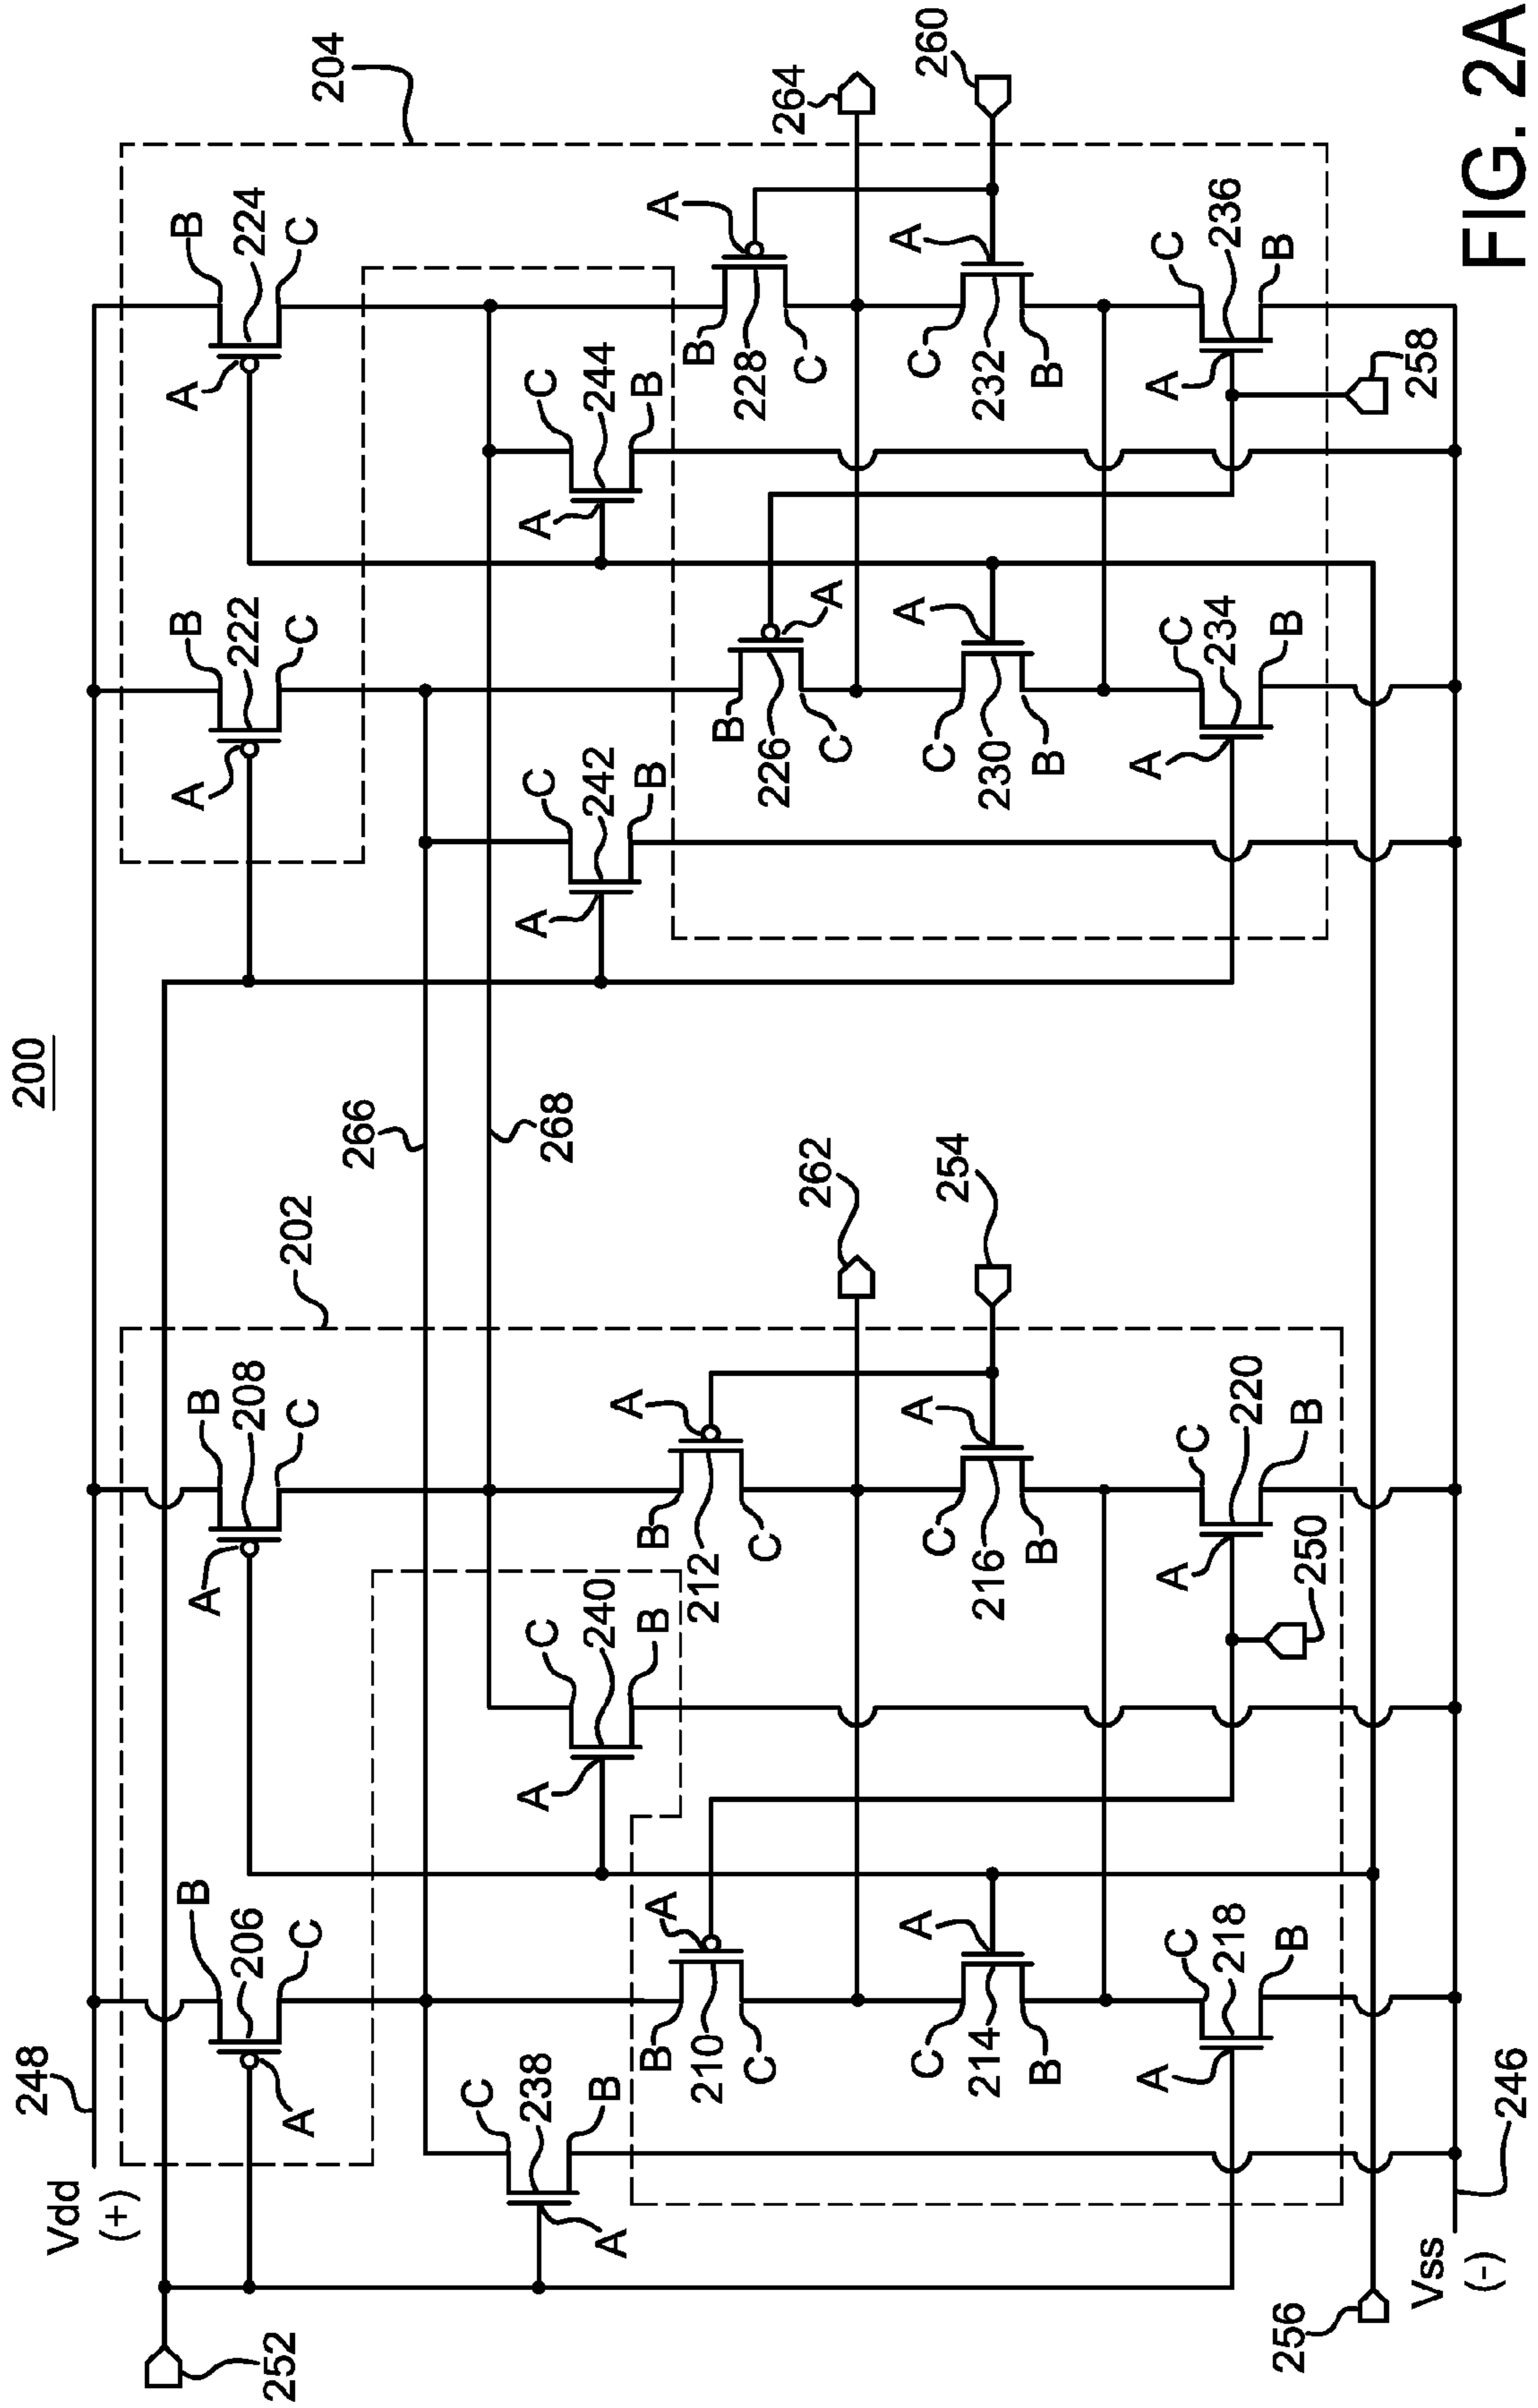 200
248
Vdd
(+)
252
202
204
B
206
C
A
B
208
C
A
B
222
C
A
B
224
C
A
266
268
C
238
B
A
C
240
B
A
C
242
B
A
C
244
B
A
B
210
C
A
B
212
C
A
B
226
C
A
B
228
C
A
262
264
C
214
B
A
C
216
B
A
254
C
230
B
A
C
232
B
A
260
A
C
218
B
A
C
220
B
250
A
C
234
B
A
C
236
B
258
256
Vss
(-)
246
FIG. 2A